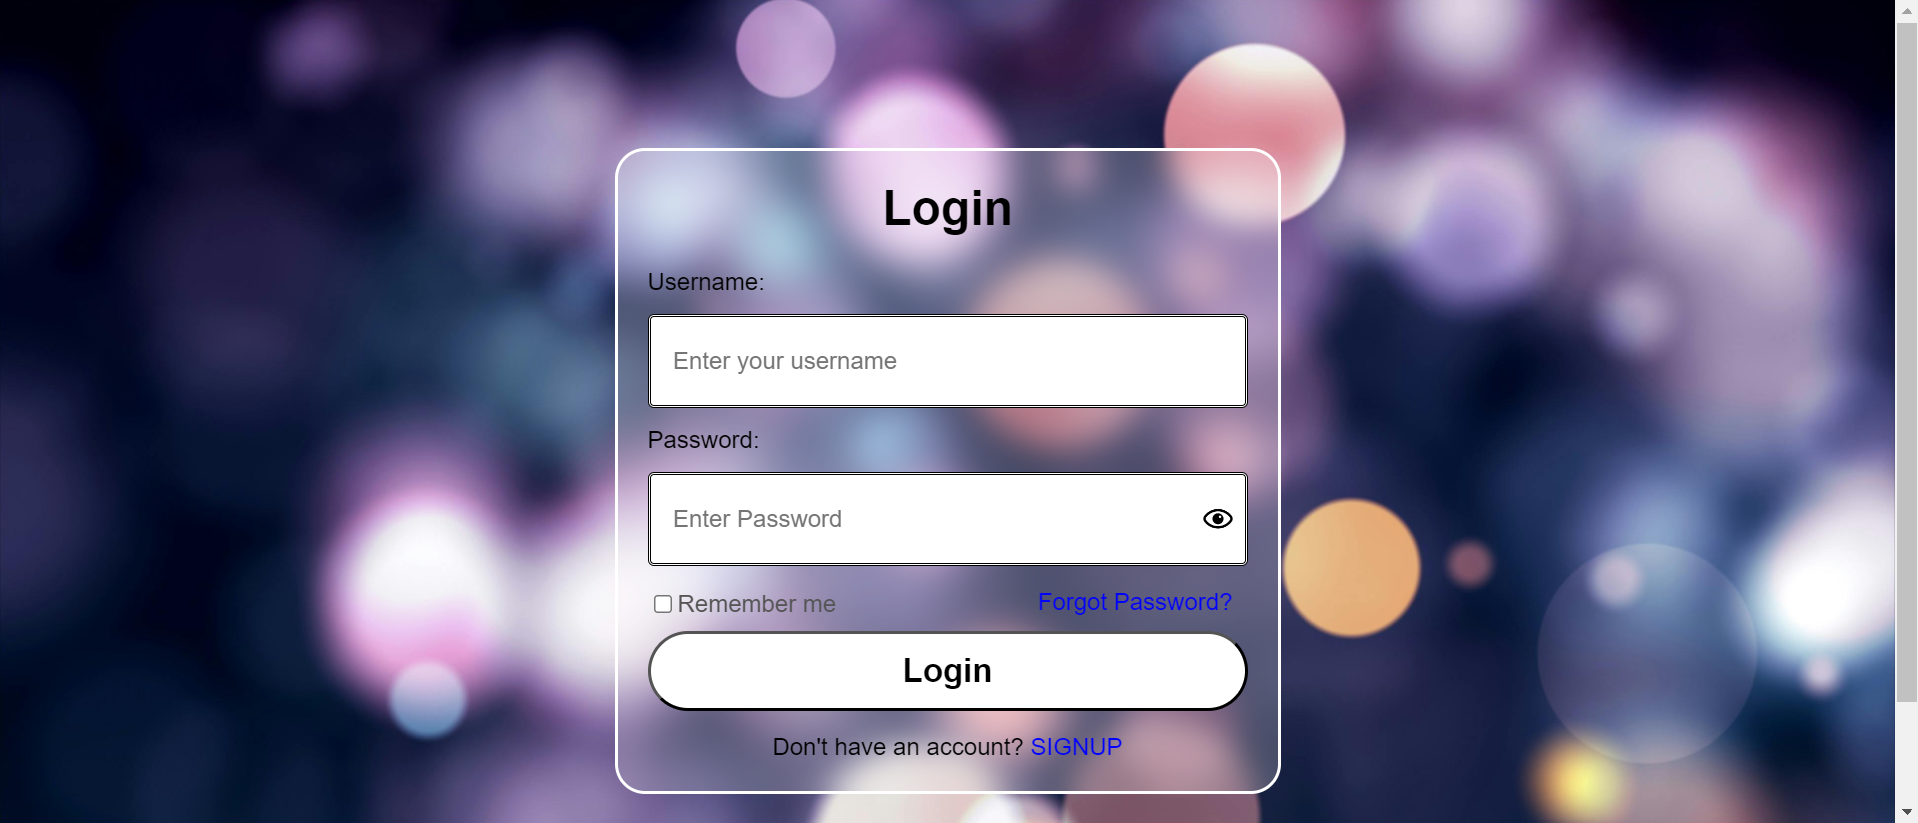 Login
Username:
Enter your username
Password:
Enter Password
Remember me Forgot Password?
Login
Don't have an account? SIGNUP